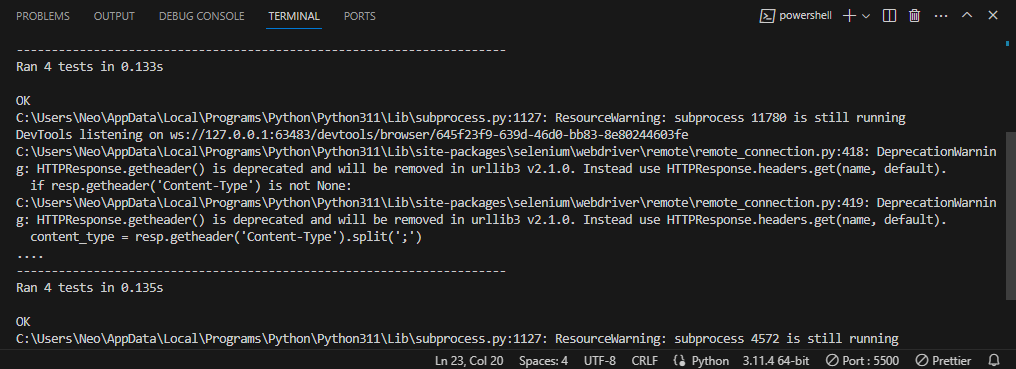 PROBLEMS OUTPUT DEBUG CONSOLE TERMINAL PORTS powershell
----------------------------------------------------------------------
Ran 4 tests in 0.133s
OK
C:\Users\Neo\AppData\Local\Programs\Python\Python311\Lib\subprocess.py:1127: ResourceWarning: subprocess 11780 is still running
DevTools listening on ws://127.0.0.1:63483/devtools/browser/645f23f9-639d-46d0-bb83-8e80244603fe
C:\Users\Neo\AppData\Local\Programs\Python\Python311\Lib\site-packages\selenium\webdriver\remote\remote_connection.py:418: DeprecationWarnin
g: HTTPResponse.getheader() is deprecated and will be removed in urllib3 v2.1.0. Instead use HTTPResponse.headers.get(name, default).
  if resp.getheader('Content-Type') is not None:
C:\Users\Neo\AppData\Local\Programs\Python\Python311\Lib\site-packages\selenium\webdriver\remote\remote_connection.py:419: DeprecationWarnin
g: HTTPResponse.getheader() is deprecated and will be removed in urllib3 v2.1.0. Instead use HTTPResponse.headers.get(name, default).
  content_type = resp.getheader('Content-Type').split(';')
....
----------------------------------------------------------------------
Ran 4 tests in 0.135s
OK
C:\Users\Neo\AppData\Local\Programs\Python\Python311\Lib\subprocess.py:1127: ResourceWarning: subprocess 4572 is still running
Ln 23, Col 20 Spaces: 4 UTF-8 CRLF Python 3.11.4 64-bit Port : 5500 Prettier